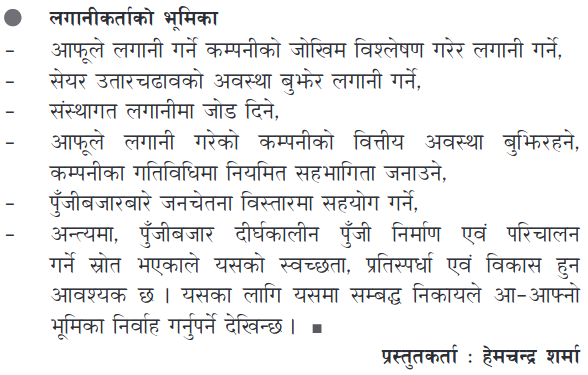 ● लगानीकर्ताको भूमिका
- आफूले लगानी गर्ने कम्पनीको जोखिम विश्लेषण गरेर लगानी गर्ने,
- सेयर उतारचढावको अवस्था बुझेर लगानी गर्ने,
- संस्थागत लगानीमा जोड दिने,
- आफूले लगानी गरेको कम्पनीको वित्तीय अवस्था बुझिरहने,
कम्पनीका गतिविधिमा नियमित सहभागिता जनाउने,
- पुँजीबजारबारे जनचेतना विस्तारमा सहयोग गर्ने,
- अन्त्यमा, पुँजीबजार दीर्घकालीन पुँजी निर्माण एवं परिचालन
गर्ने स्रोत भएकाले यसको स्वच्छता, प्रतिस्पर्धा एवं विकास हुन
आवश्यक छ । यसका लागि यसमा सम्बद्ध निकायले आ-आफ्नो
भूमिका निर्वाह गर्नुपर्ने देखिन्छ । ■
प्रस्तुतकर्ता : हेमचन्द्र शर्मा